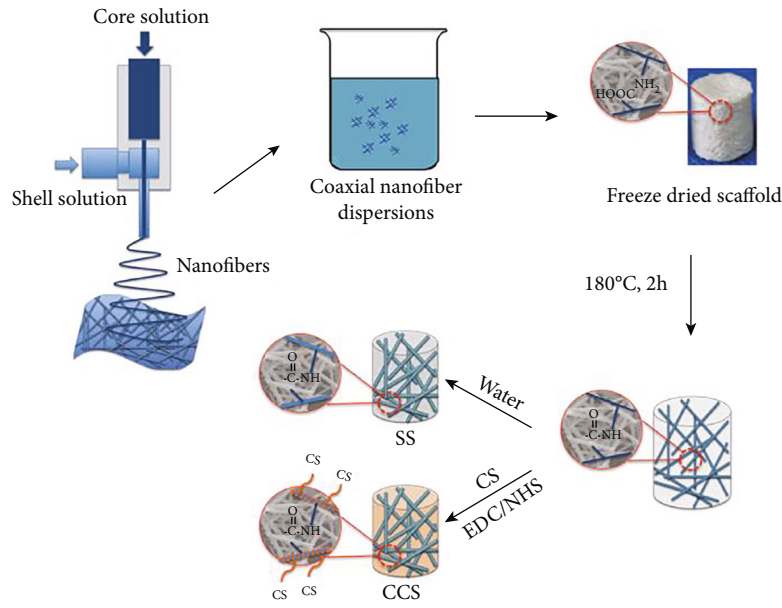 Core solution
Shell solution
Nanofibers
Coaxial nanofiber
dispersions
HOOC
NH₂
Freeze dried scaffold
180°C, 2h
O
-C-NH
Water
O
-C-NH
SS
CS
EDC/NHS
CS
CS
O
-C-NH
CS
CS
CCS